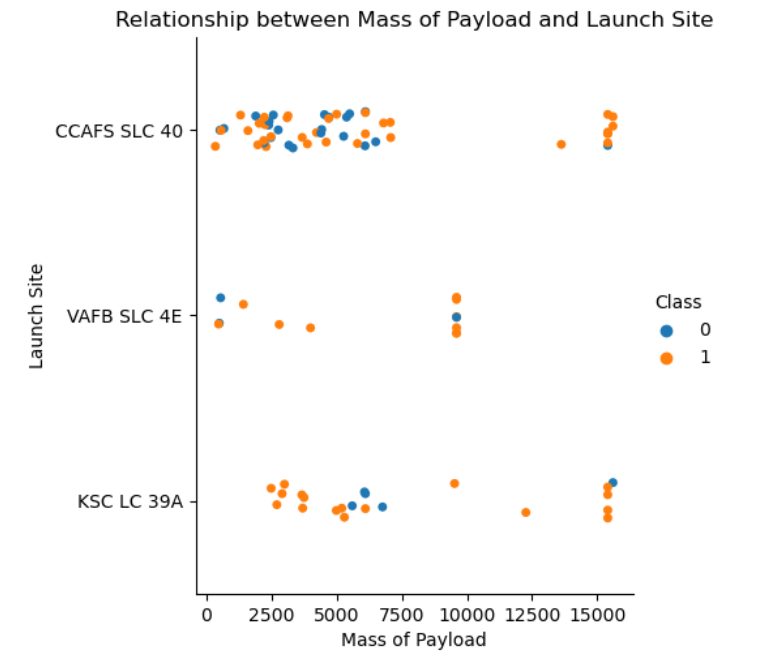 Relationship between Mass of Payload and Launch Site
CCAFS SLC 40
VAFB SLC 4E
KSC LC 39A
Launch Site
Class
0
1
0 2500 5000 7500 10000 12500 15000
Mass of Payload